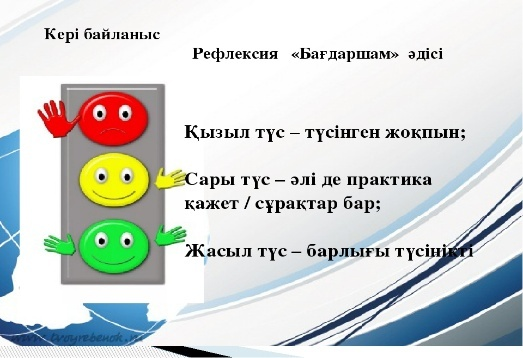 Кері байланыс
Рефлексия «Бағдаршам» әдісі
Қызыл түс – түсінген жоқпын;
Сары түс – әлі де практика
қажет / сұрақтар бар;
Жасыл түс – барлығы түсінікті